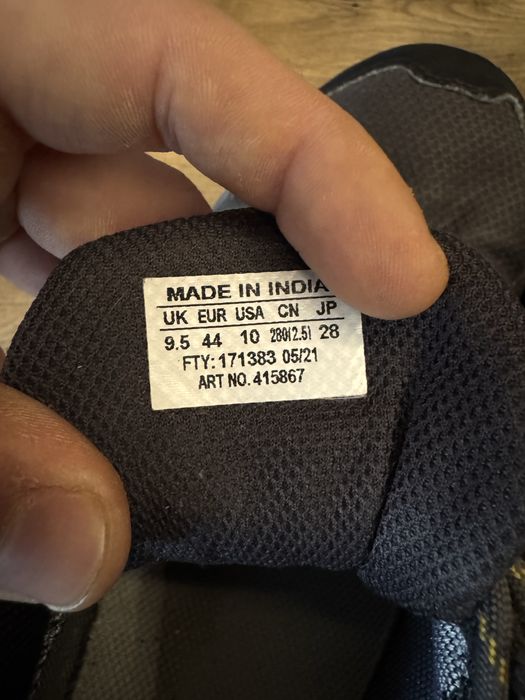 MADE IN INDIA
UK EUR USA CN JP
9.5 44 10 280(2.5) 28
FTY: 171383 05/21
ART NO. 415867